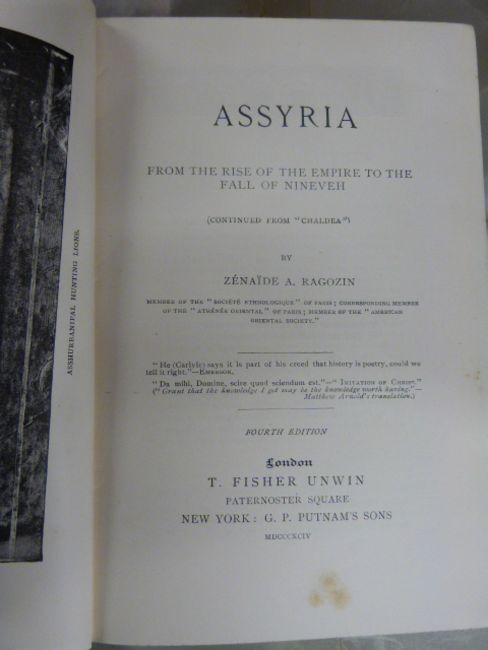 ASSHURBANIPAL HUNTING LIONS.
ASSYRIA
FROM THE RISE OF THE EMPIRE TO THE
FALL OF NINEVEH
(CONTINUED FROM "CHALDEA")
BY
ZÉNAÏDE A. RAGOZIN
MEMBER OF THE "SOCIÉTÉ ETHNOLOGIQUE" OF PARIS; CORRESPONDING MEMBER
OF THE "ATHÉNÉE ORIENTAL" OF PARIS; MEMBER OF THE "AMERICAN
ORIENTAL SOCIETY."
"He (Carlyle) says it is part of his creed that history is poetry, could we
tell it right."—EMERSON.
"Da mihi, Domine, scire quod sciendum est."—"IMITATION OF CHRIST."
("Grant that the knowledge I get may be the knowledge worth having."—
Matthew Arnold's translation.)
FOURTH EDITION
London
T. FISHER UNWIN
PATERNOSTER SQUARE
NEW YORK: G. P. PUTNAM'S SONS
MDCCCXCIV